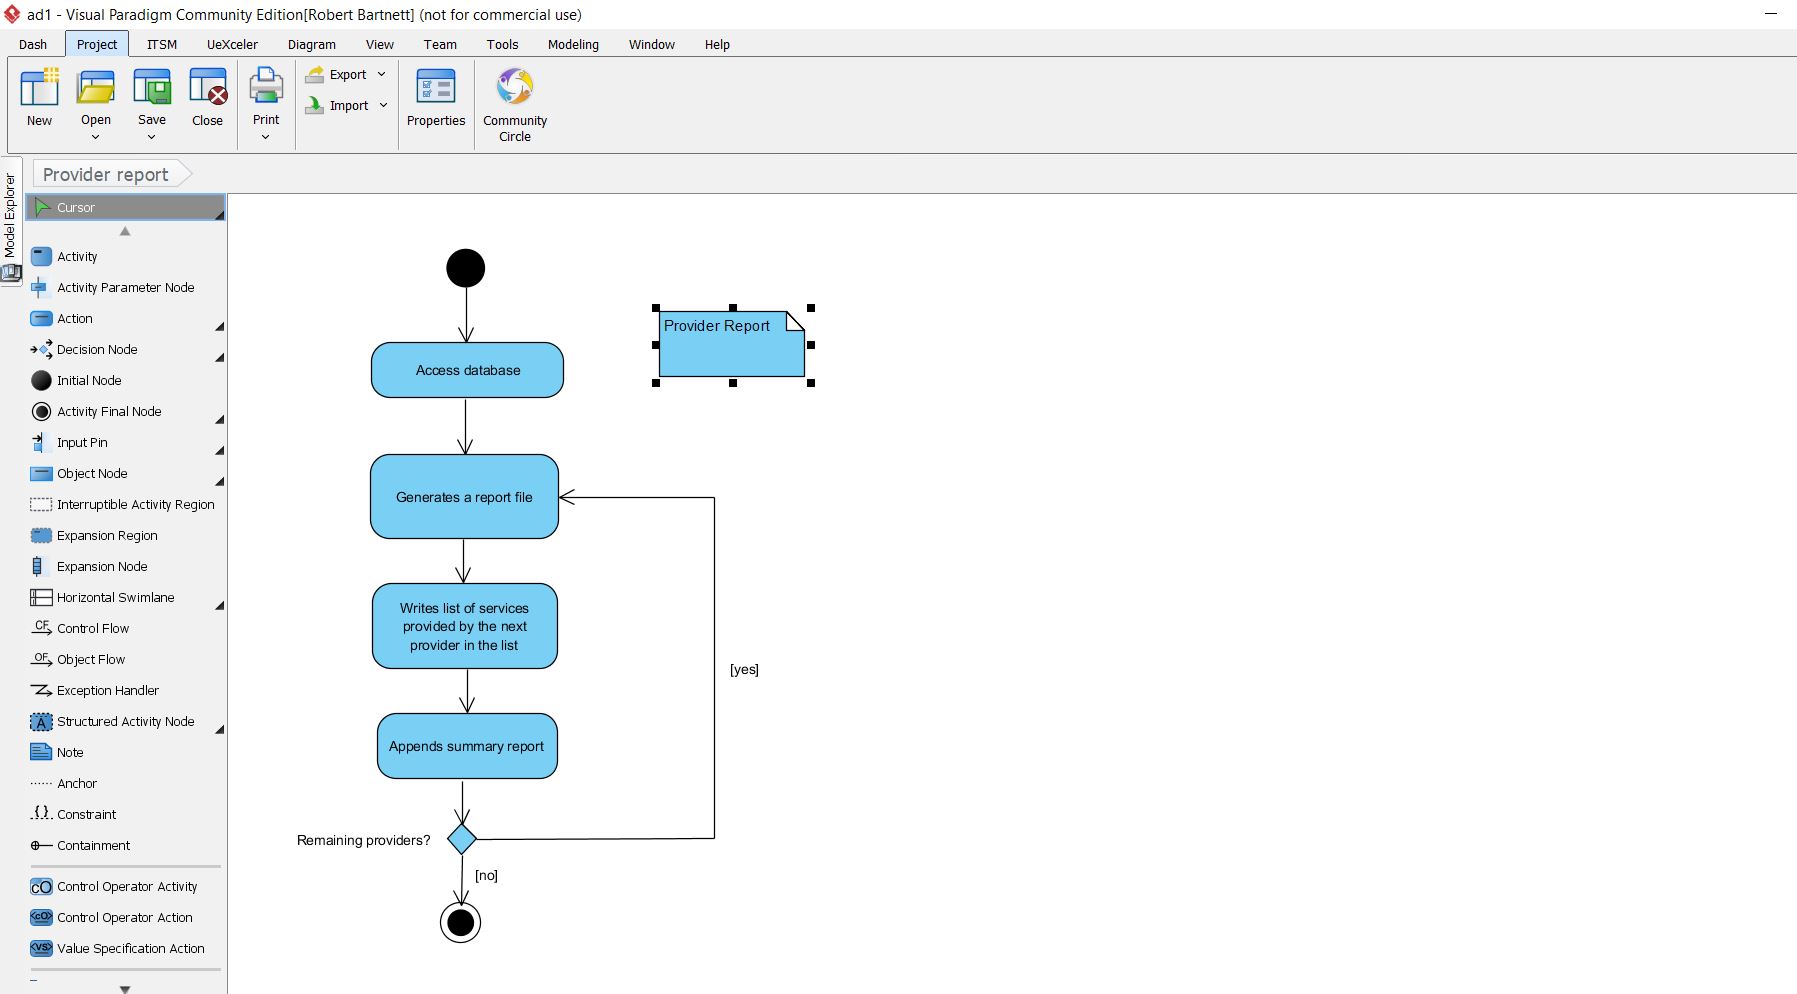 ad1 - Visual Paradigm Community Edition[Robert Bartnett] (not for commercial use)
Dash Project ITSM UeXceler Diagram View Team Tools Modeling Window Help
New
Open
Save
Close
Print
Export
Import
Properties
Community
Circle
Provider report
Model Explorer
Cursor
Activity
Activity Parameter Node
Action
Decision Node
Initial Node
Activity Final Node
Input Pin
Object Node
Interruptible Activity Region
Expansion Region
Expansion Node
Horizontal Swimlane
CF Control Flow
OF Object Flow
Exception Handler
A Structured Activity Node
Note
Anchor
{} Constraint
Containment
cO Control Operator Activity
<cO> Control Operator Action
<VS> Value Specification Action
Provider Report
Access database
Generates a report file
Writes list of services
provided by the next
provider in the list
[yes]
Appends summary report
Remaining providers?
[no]